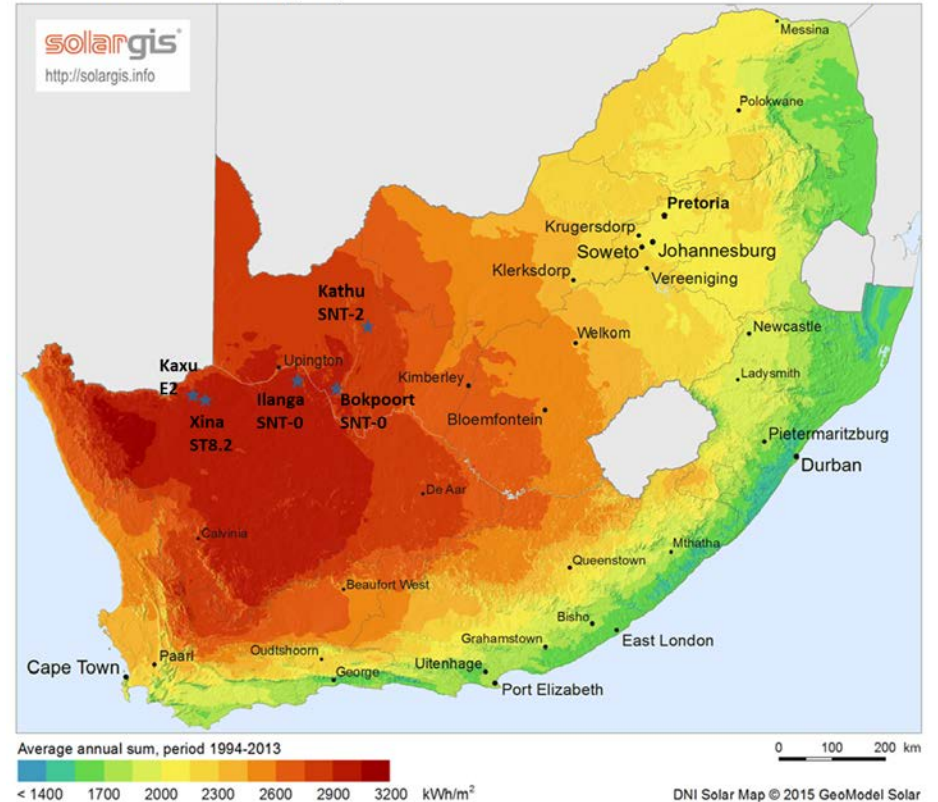 solargis
http://solargis.info
Messina
Polokwane
Pretoria
Krugersdorp
Soweto
Johannesburg
Klerksdorp
Vereeniging
Kathu
SNT-2
Welkom
Newcastle
Upington
Kaxu
E2
Kimberley
Ladysmith
Ilanga
SNT-0
Bokpoort
SNT-0
Xina
ST8.2
Bloemfontein
Pietermaritzburg
Durban
De Aar
Calvinia
Mthatha
Queenstown
Beaufort West
Bisho
East London
Grahamstown
Oudtshoorn
Paarl
Cape Town
George
Uitenhage
Port Elizabeth
Average annual sum, period 1994-2013
0 100 200 km
< 1400 1700 2000 2300 2600 2900 3200 kWh/m²
DNI Solar Map © 2015 GeoModel Solar